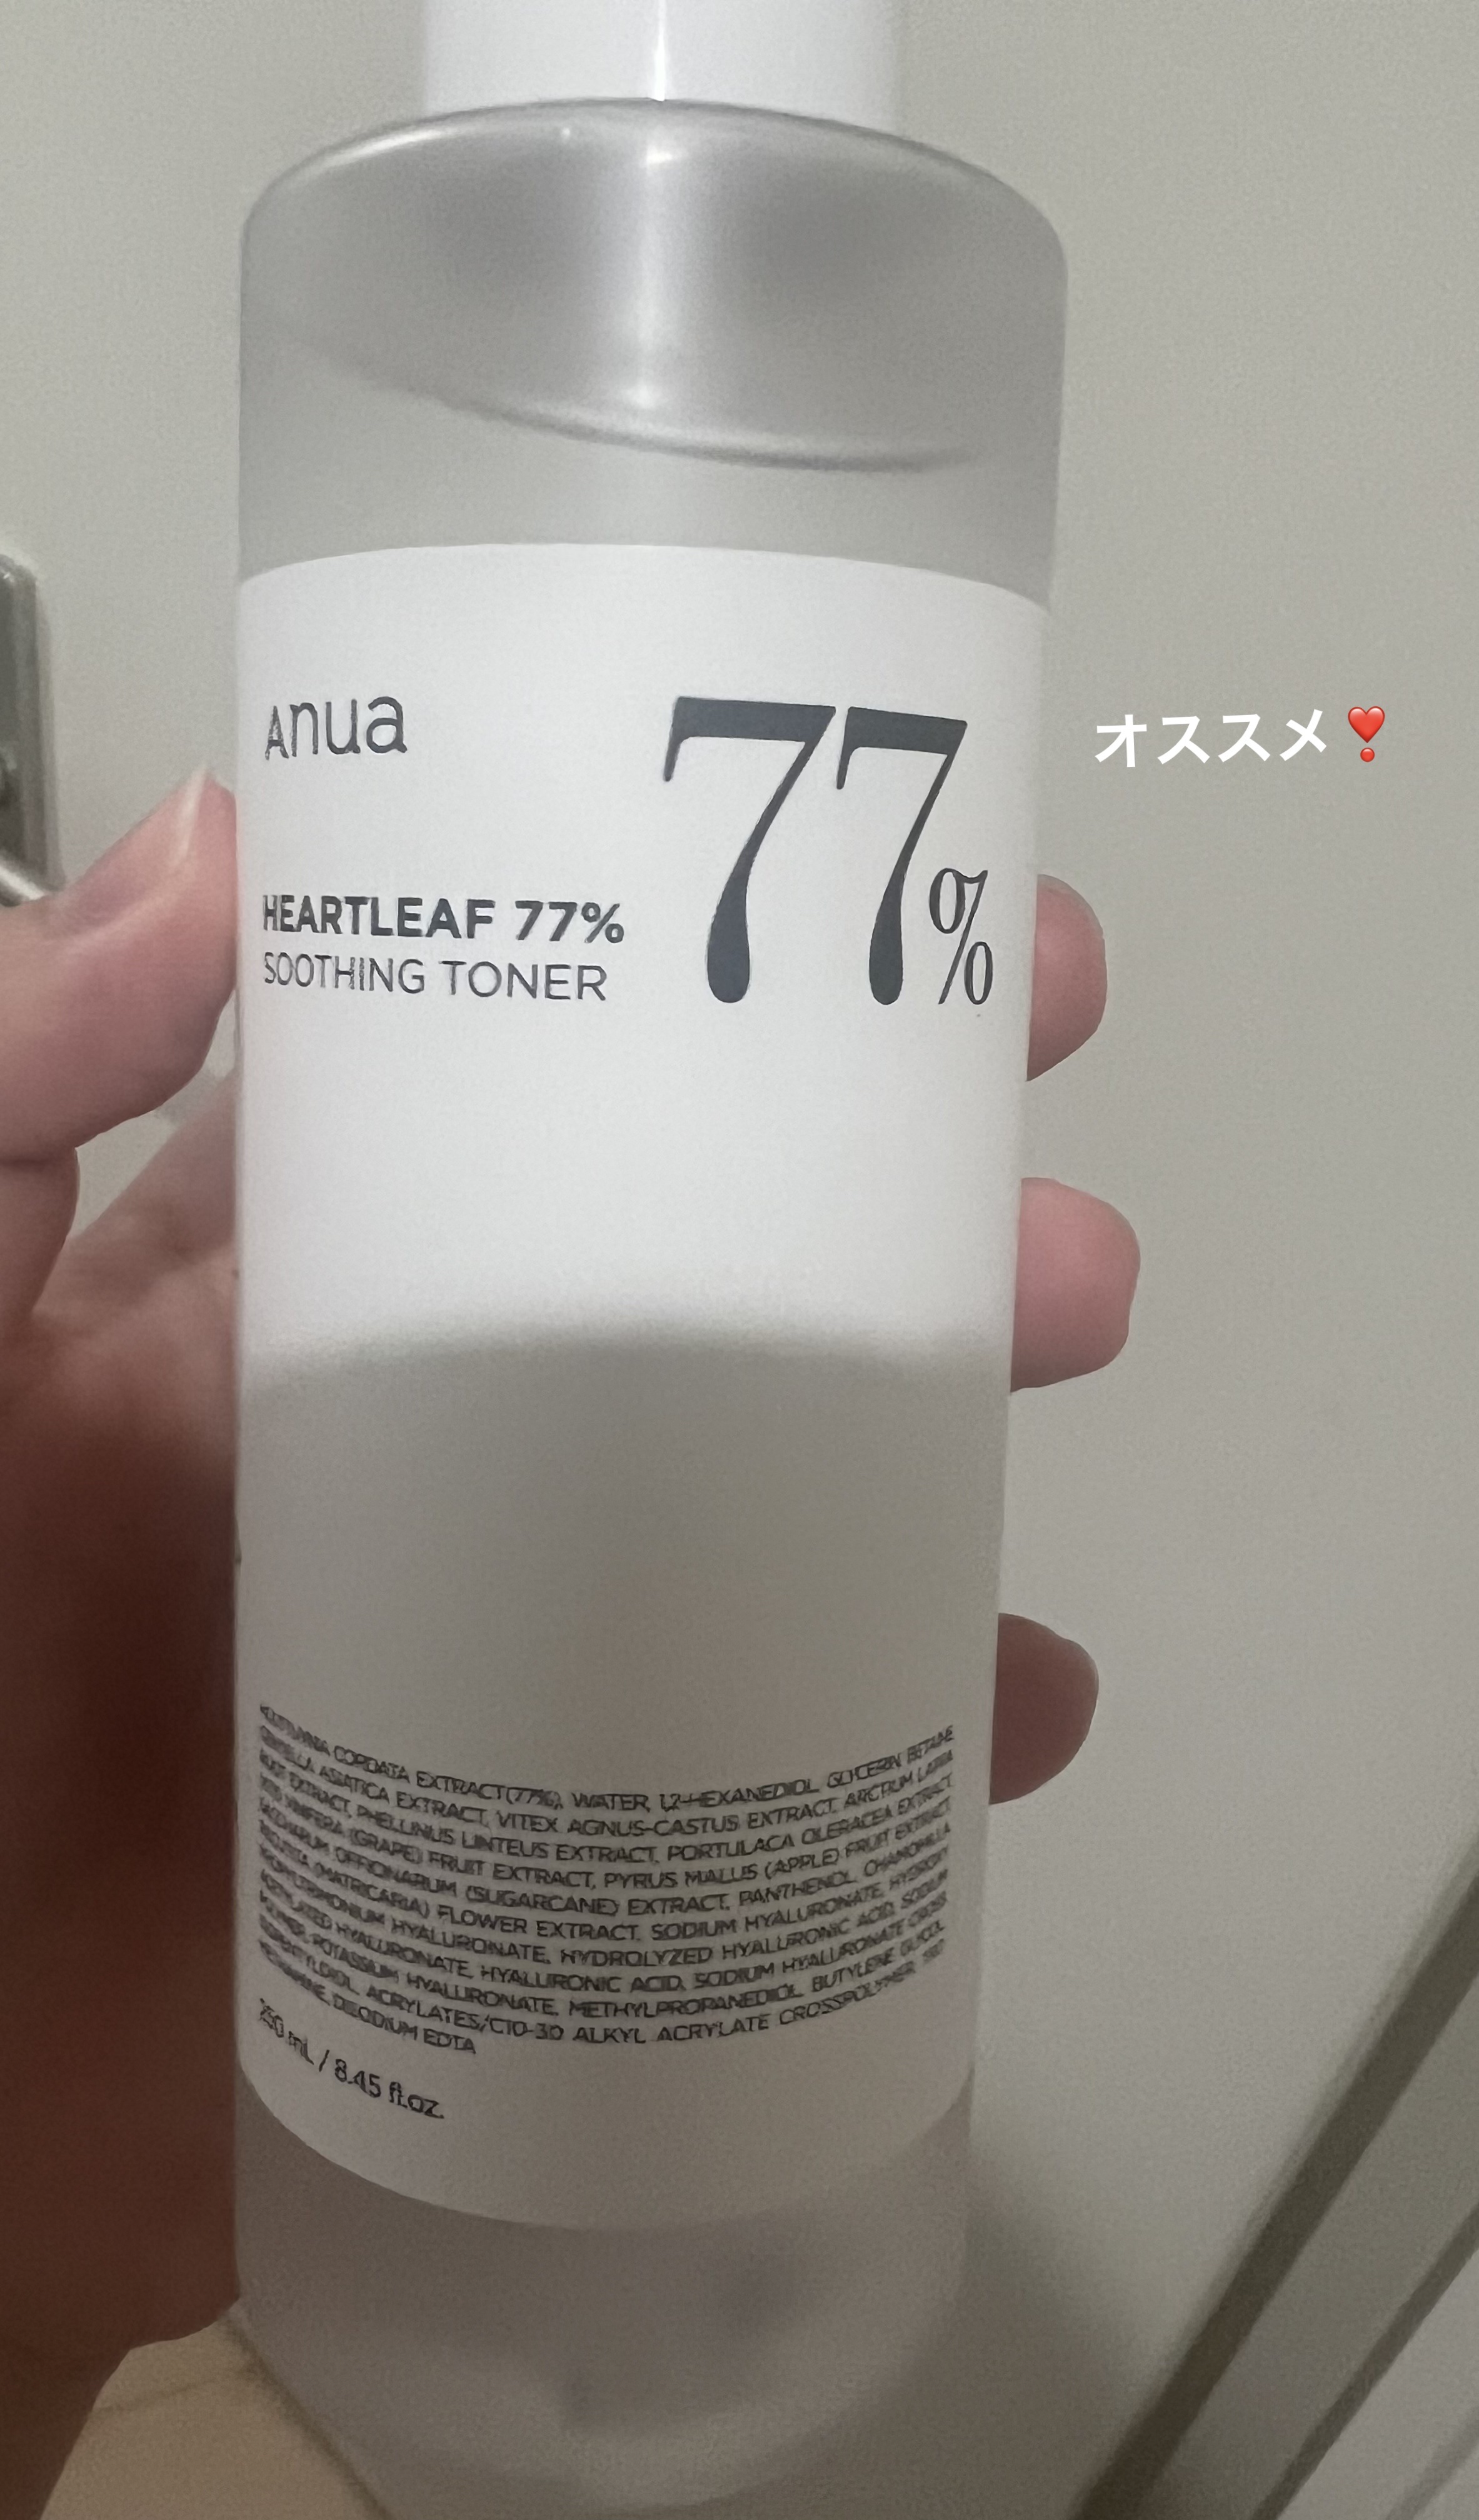 Anua
77%
オススメ❣️
HEARTLEAF 77%
SOOTHING TONER
CORDATA EXTRACT(77%), WATER, 1,2-HEXANEDIOL, GLYCERIN, BETAINE
ASIATICA EXTRACT, VITEX AGNUS-CASTUS EXTRACT, ARCTIUM LAPPA
ROOT EXTRACT, PHELLINUS LINTEUS EXTRACT, PORTULACA OLERACEA EXTRACT,
VITIS VINIFERA (GRAPE) FRUIT EXTRACT, PYRUS MALUS (APPLE) FRUIT EXTRACT,
SACCHARUM OFFICINARUM (SUGARCANE) EXTRACT, PANTHENOL, CHAMOMILLA
RECUTITA (MATRICARIA) FLOWER EXTRACT, SODIUM HYALURONATE, HYDROXY
HYALURONATE, HYDROLYZED HYALURONIC ACID, SODIUM
HYALURONATE, HYALURONIC ACID, SODIUM HYALURONATE CROSS
POTASSIUM HYALURONATE, METHYLPROPANEDIOL, BUTYLENE GLYCOL
ACRYLATES/C10-30 ALKYL ACRYLATE CROSSPOLYMER,
DISODIUM EDTA
250 mL / 8.45 fl.oz.